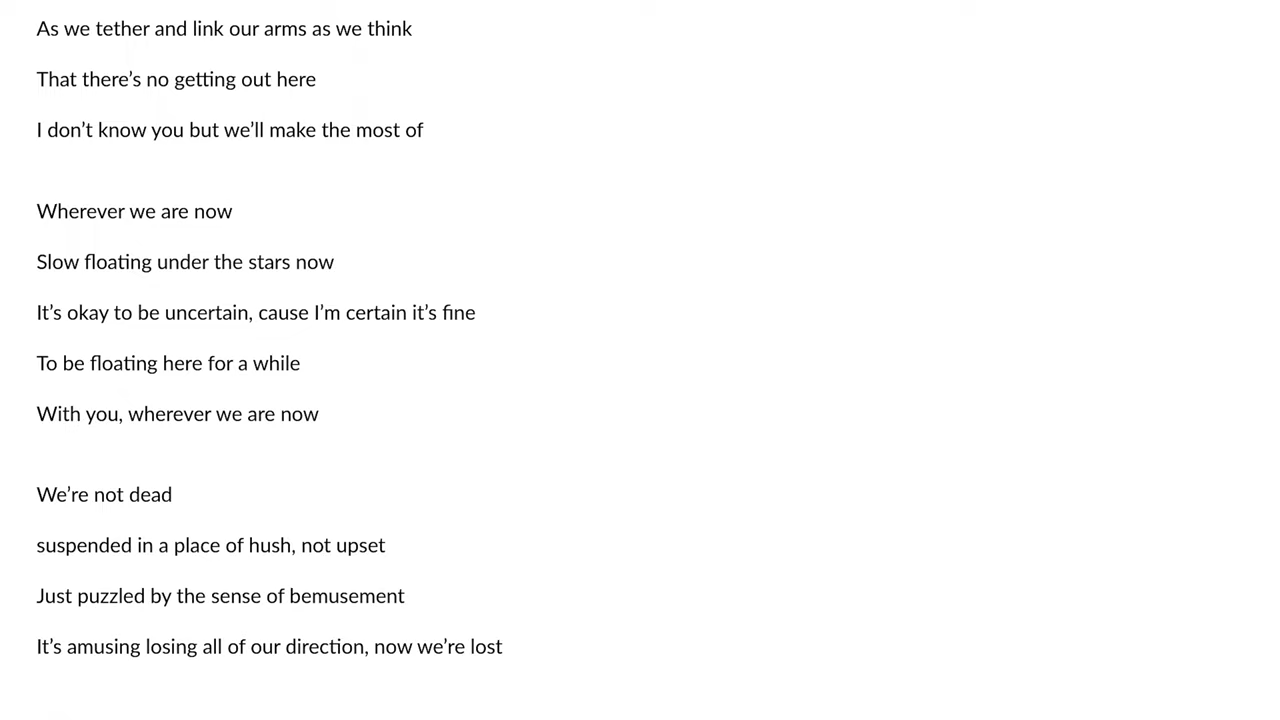 As we tether and link our arms as we think
That there’s no getting out here
I don’t know you but we’ll make the most of
Wherever we are now
Slow floating under the stars now
It’s okay to be uncertain, cause I’m certain it’s fine
To be floating here for a while
With you, wherever we are now
We’re not dead
suspended in a place of hush, not upset
Just puzzled by the sense of bemusement
It’s amusing losing all of our direction, now we’re lost